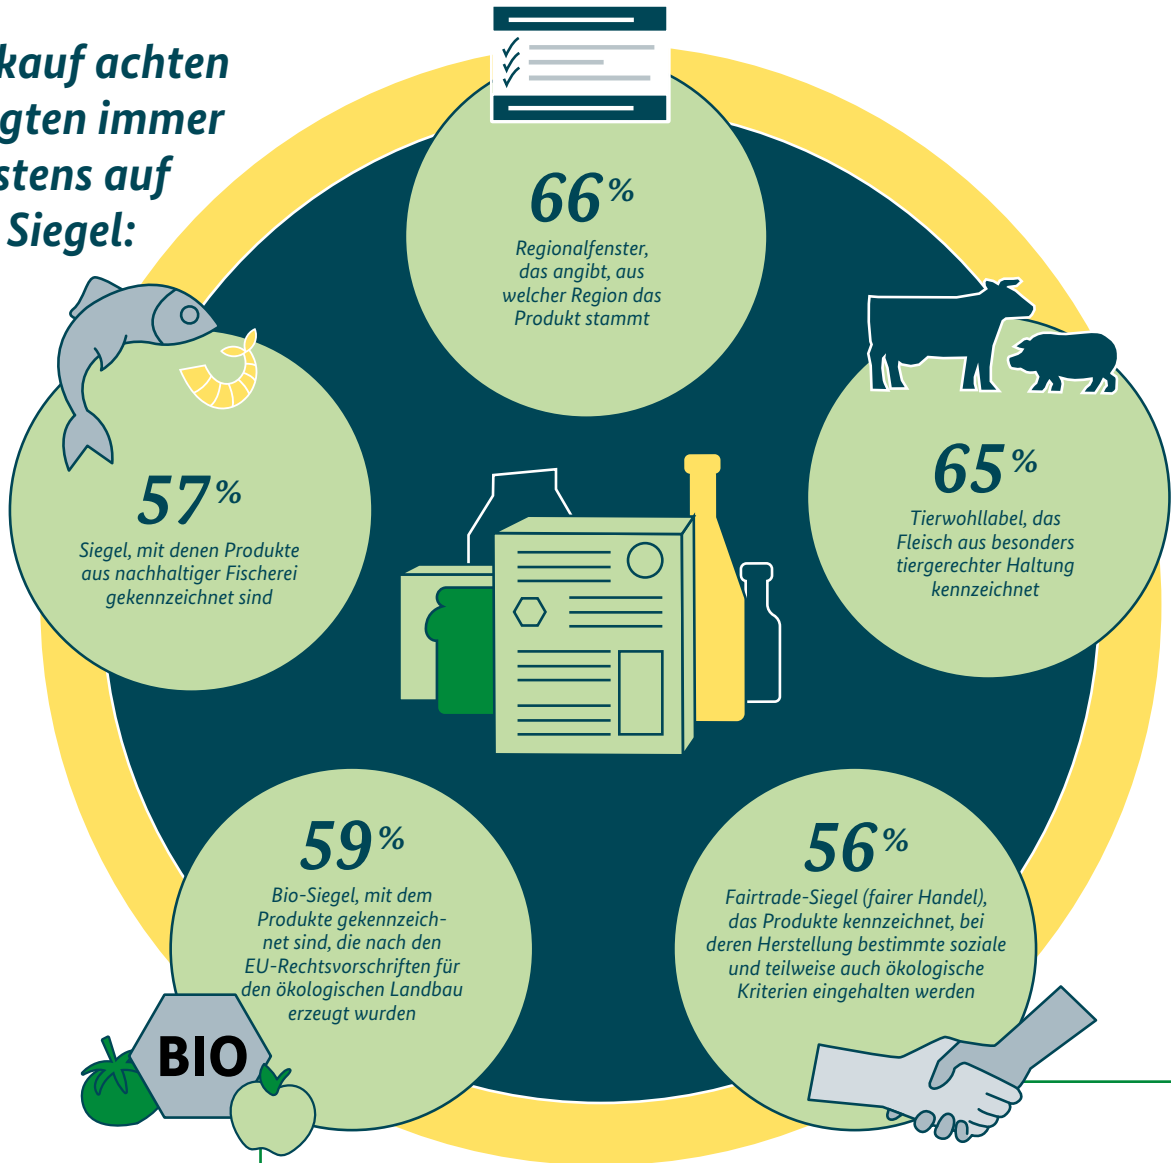 kauf achten
gten immer
stens auf
Siegel:
66 %
Regionalfenster,
das angibt, aus
welcher Region das
Produkt stammt
65 %
Tierwohllabel, das
Fleisch aus besonders
tiergerechter Haltung
kennzeichnet
57 %
Siegel, mit denen Produkte
aus nachhaltiger Fischerei
gekennzeichnet sind
59 %
Bio-Siegel, mit dem
Produkte gekennzeich-
net sind, die nach den
EU-Rechtsvorschriften für
den ökologischen Landbau
erzeugt wurden
BIO
56 %
Fairtrade-Siegel (fairer Handel),
das Produkte kennzeichnet, bei
deren Herstellung bestimmte soziale
und teilweise auch ökologische
Kriterien eingehalten werden